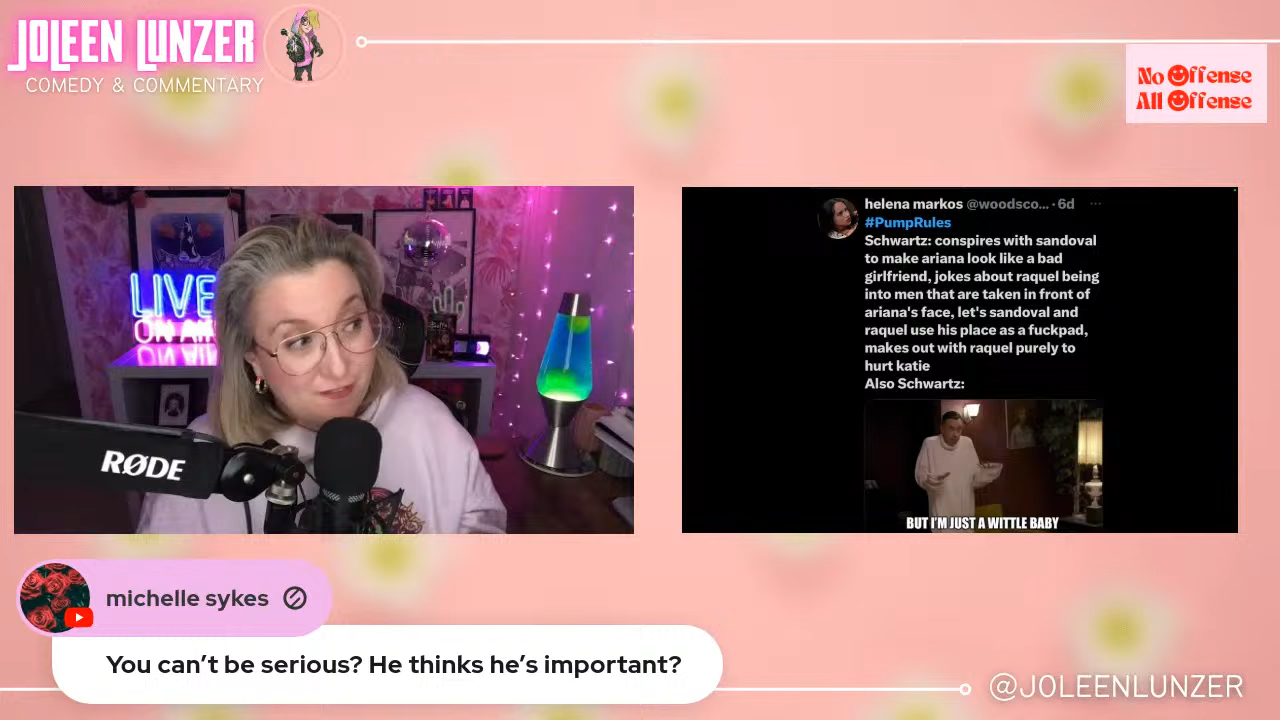 JOLEEN LUNZER
COMEDY & COMMENTARY
No Offense
All Offense
LIVE
ON AIR
RØDE
helena markos @woodsco... · 6d
#PumpRules
Schwartz: conspires with sandoval
to make ariana look like a bad
girlfriend, jokes about raquel being
into men that are taken in front of
ariana's face, let's sandoval and
raquel use his place as a fuckpad,
makes out with raquel purely to
hurt katie
Also Schwartz:
BUT I'M JUST A WITTLE BABY
michelle sykes
You can't be serious? He thinks he's important?
@JOLEENLUNZER